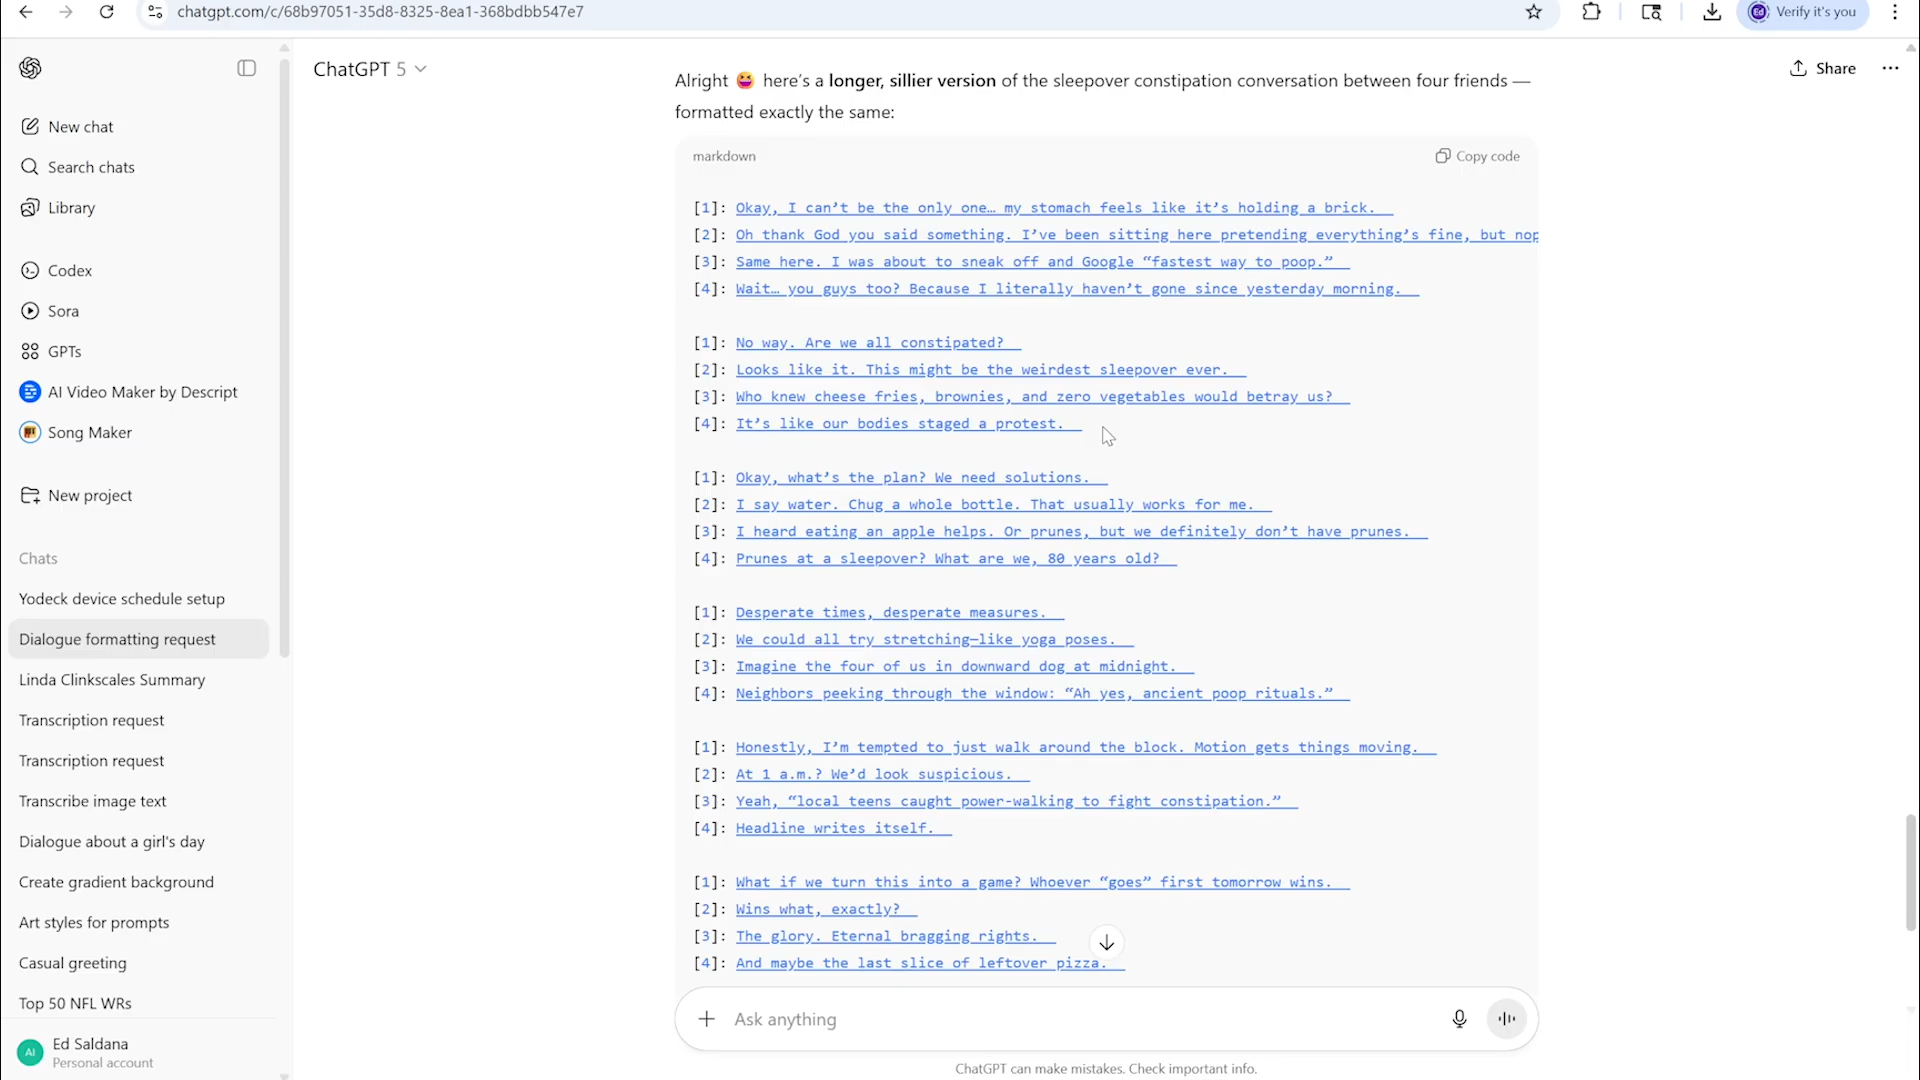 chatgpt.com/c/68b97051-35d8-8325-8ea1-368bdbb547e7
Ed
Verify it's you
ChatGPT 5
Share
New chat
Search chats
Library
Codex
Sora
GPTs
AI Video Maker by Descript
Song Maker
New project
Chats
Yodeck device schedule setup
Dialogue formatting request
Linda Clinkscales Summary
Transcription request
Transcription request
Transcribe image text
Dialogue about a girl's day
Create gradient background
Art styles for prompts
Casual greeting
Top 50 NFL WRs
AI
Ed Saldana
Personal account
Alright 😆 here’s a longer, sillier version of the sleepover constipation conversation between four friends —
formatted exactly the same:
markdown
Copy code
[1]: Okay, I can’t be the only one… my stomach feels like it’s holding a brick.
[2]: Oh thank God you said something. I’ve been sitting here pretending everything’s fine, but nop
[3]: Same here. I was about to sneak off and Google “fastest way to poop.”
[4]: Wait… you guys too? Because I literally haven’t gone since yesterday morning.
[1]: No way. Are we all constipated?
[2]: Looks like it. This might be the weirdest sleepover ever.
[3]: Who knew cheese fries, brownies, and zero vegetables would betray us?
[4]: It’s like our bodies staged a protest.
[1]: Okay, what’s the plan? We need solutions.
[2]: I say water. Chug a whole bottle. That usually works for me.
[3]: I heard eating an apple helps. Or prunes, but we definitely don’t have prunes.
[4]: Prunes at a sleepover? What are we, 80 years old?
[1]: Desperate times, desperate measures.
[2]: We could all try stretching—like yoga poses.
[3]: Imagine the four of us in downward dog at midnight.
[4]: Neighbors peeking through the window: “Ah yes, ancient poop rituals.”
[1]: Honestly, I’m tempted to just walk around the block. Motion gets things moving.
[2]: At 1 a.m.? We’d look suspicious.
[3]: Yeah, “local teens caught power-walking to fight constipation.”
[4]: Headline writes itself.
[1]: What if we turn this into a game? Whoever “goes” first tomorrow wins.
[2]: Wins what, exactly?
[3]: The glory. Eternal bragging rights.
[4]: And maybe the last slice of leftover pizza.
Ask anything
ChatGPT can make mistakes. Check important info.